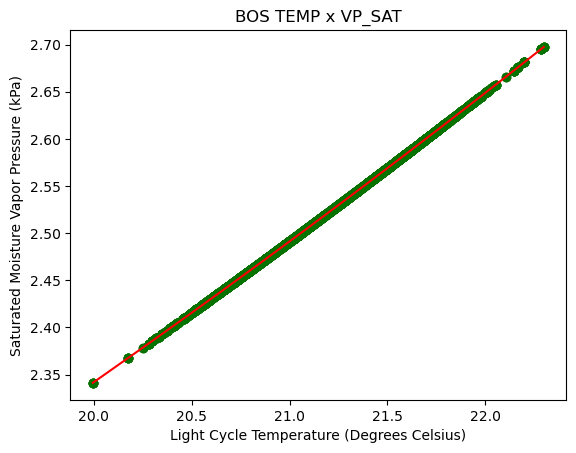 BOS TEMP x VP_SAT
Saturated Moisture Vapor Pressure (kPa)
2.70
2.65
2.60
2.55
2.50
2.45
2.40
2.35
20.0 20.5 21.0 21.5 22.0
Light Cycle Temperature (Degrees Celsius)